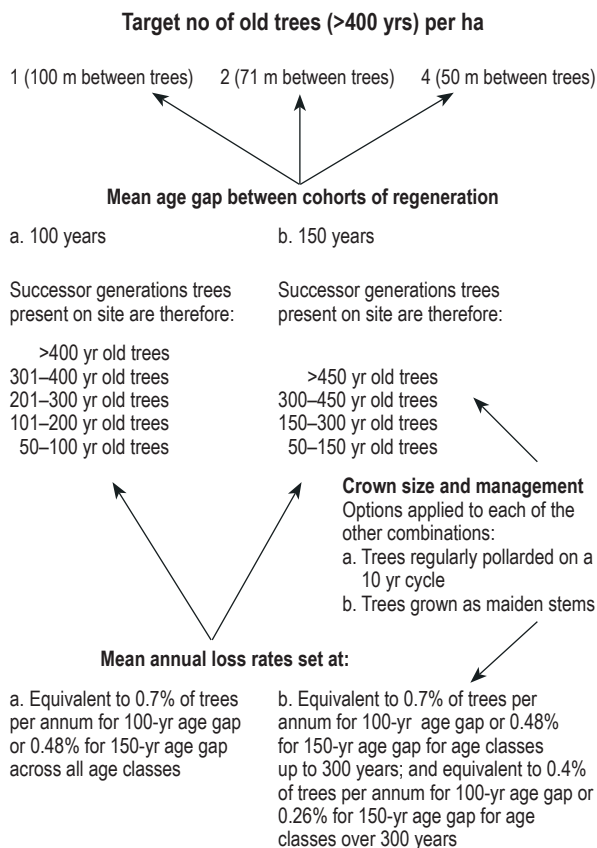 Target no of old trees (>400 yrs) per ha
1 (100 m between trees) 2 (71 m between trees) 4 (50 m between trees)
Mean age gap between cohorts of regeneration
a. 100 years
Successor generations trees
present on site are therefore:
>400 yr old trees
301–400 yr old trees
201–300 yr old trees
101–200 yr old trees
50–100 yr old trees
b. 150 years
Successor generations trees
present on site are therefore:
>450 yr old trees
300–450 yr old trees
150–300 yr old trees
50–150 yr old trees
Crown size and management
Options applied to each of the
other combinations:
a. Trees regularly pollarded on a
10 yr cycle
b. Trees grown as maiden stems
Mean annual loss rates set at:
a. Equivalent to 0.7% of trees
per annum for 100-yr age gap
or 0.48% for 150-yr age gap
across all age classes
b. Equivalent to 0.7% of trees per
annum for 100-yr age gap or 0.48%
for 150-yr age gap for age classes
up to 300 years; and equivalent to 0.4%
of trees per annum for 100-yr age gap or
0.26% for 150-yr age gap for age
classes over 300 years